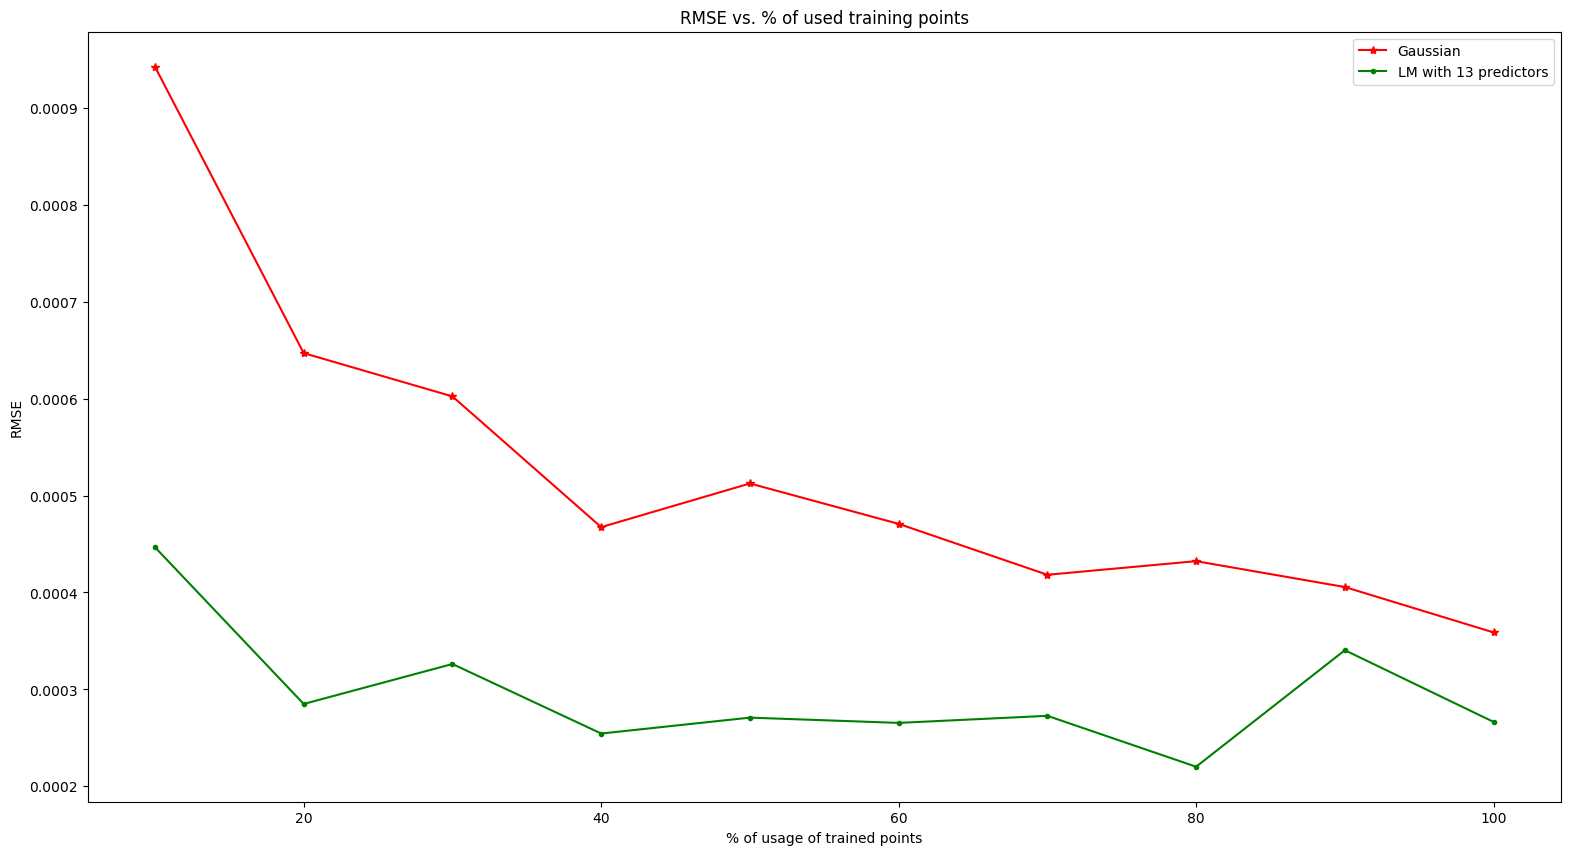 RMSE vs. % of used training points
Gaussian
LM with 13 predictors
0.0009
0.0008
0.0007
0.0006
0.0005
0.0004
0.0003
0.0002
RMSE
20
40
60
80
100
% of usage of trained points